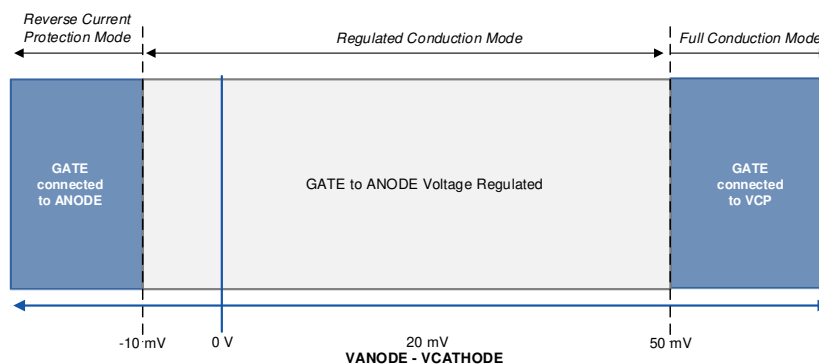 Reverse Current
Protection Mode
Regulated Conduction Mode
Full Conduction Mode
GATE
connected
to ANODE
GATE to ANODE Voltage Regulated
GATE
connected
to VCP
-10 mV
0 V
20 mV
50 mV
VANODE - VCATHODE